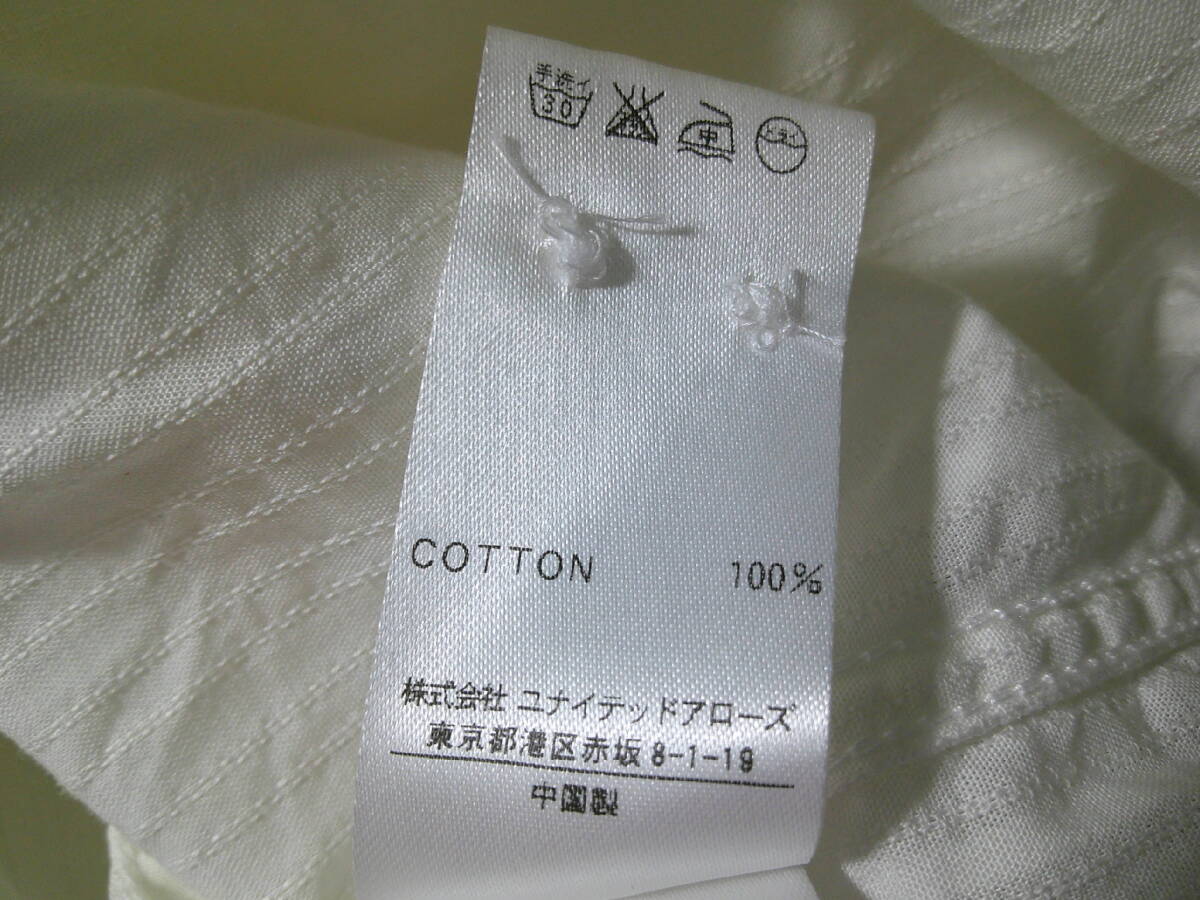 手洗イ
30
中
ドライ
COTTON 100%
株式会社 ユナイテッドアローズ
東京都港区赤坂8-1-19
中国製